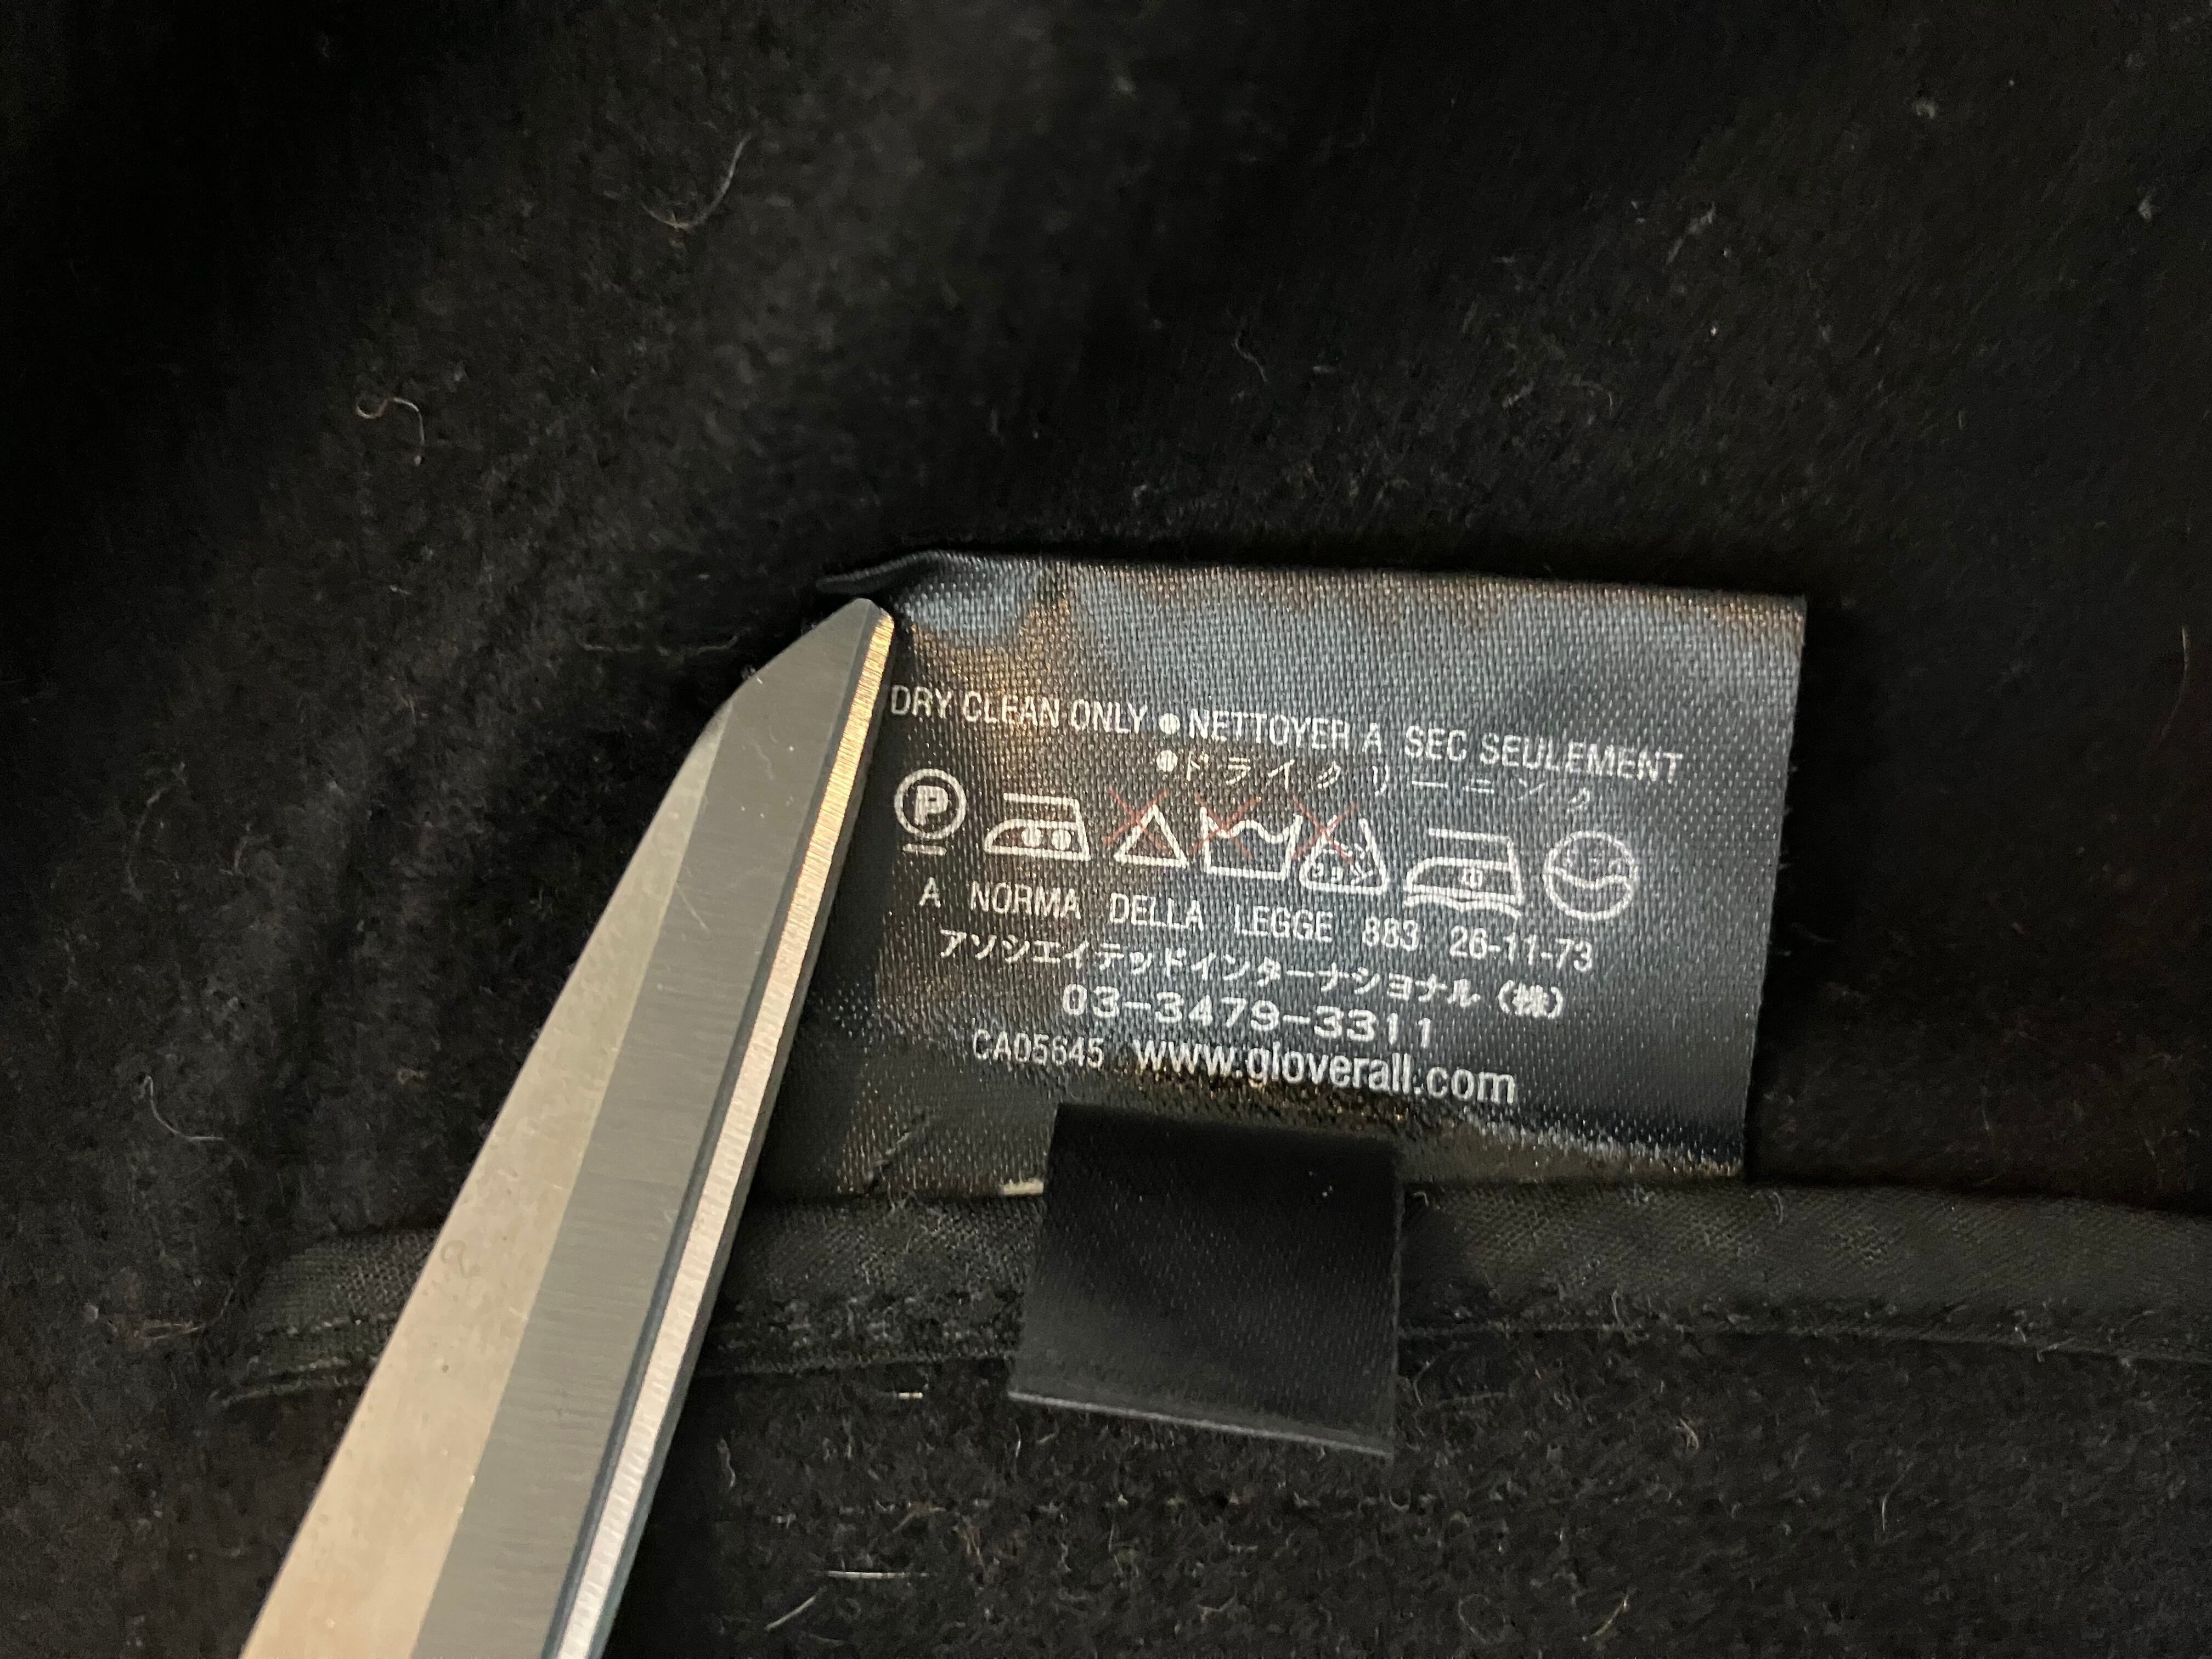 DRY CLEAN ONLY ● NETTOYER A SEC SEULEMENT
●ドライクリーニング
P
A NORMA DELLA LEGGE 883 26-11-73
アソシエイテッドインターナショナル(株)
03-3479-3311
CA05645 www.gloverall.com